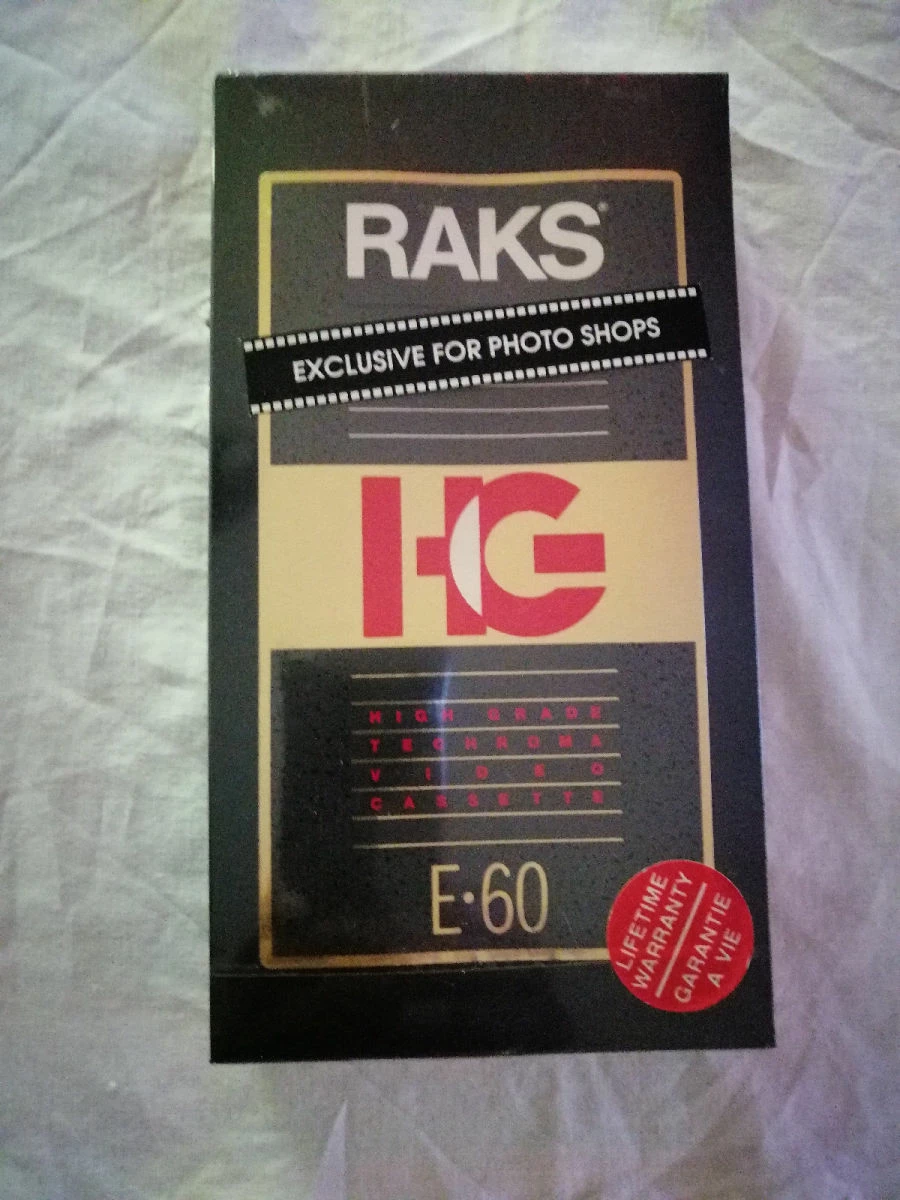 RAKS®
EXCLUSIVE FOR PHOTO SHOPS
HG
HIGH GRADE
TECHROMA
VIDEO
CASSETTE
E•60
LIFETIME
WARRANTY
GARANTIE
A VIE